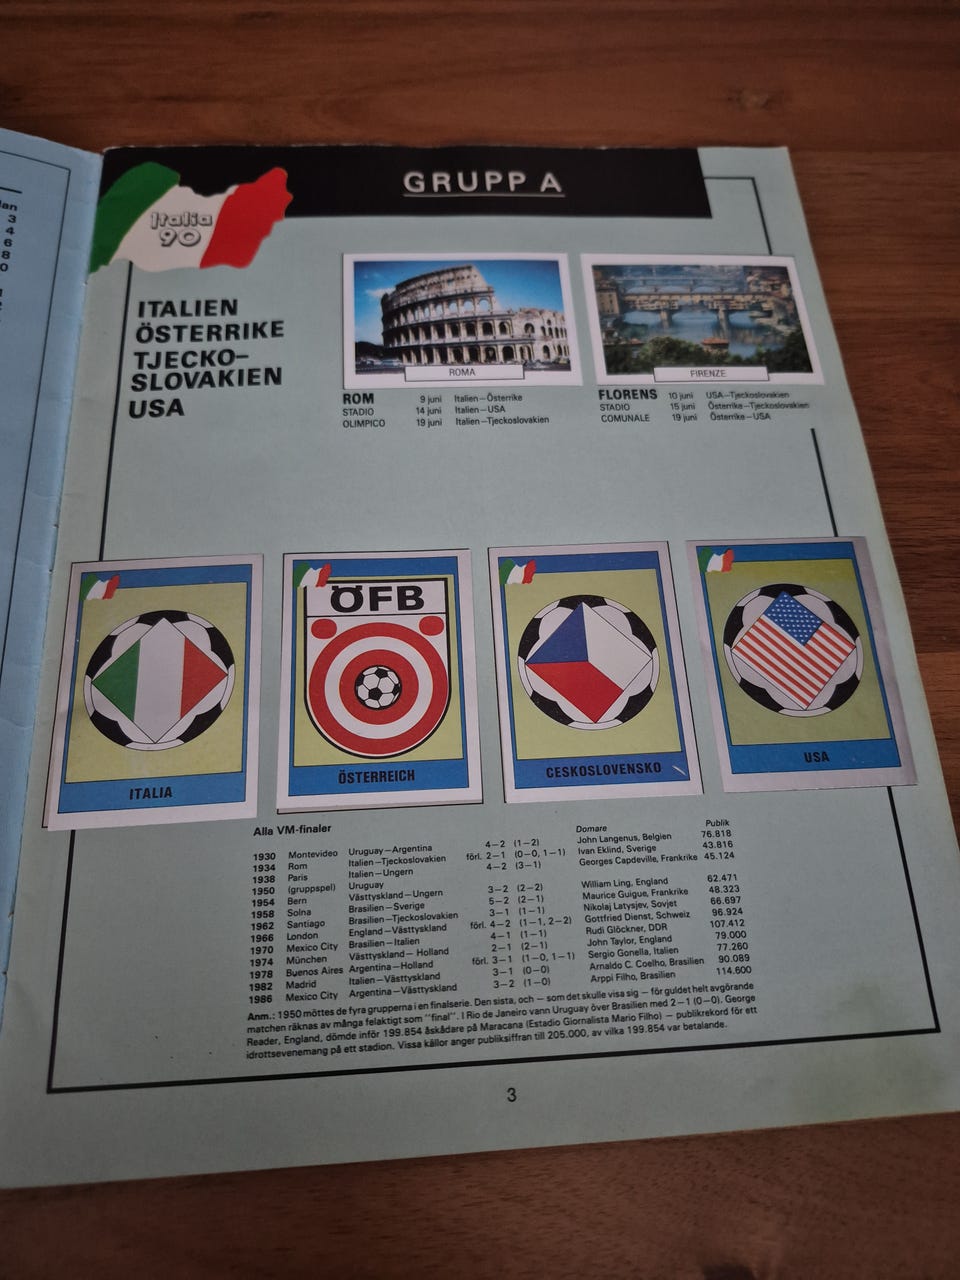 lan
3
4
6
8
0
GRUPP A
Italia
90
ITALIEN
ÖSTERRIKE
TJECKO-
SLOVAKIEN
USA
ROMA
FIRENZE
ROM 9 juni Italien–Österrike
STADIO 14 juni Italien–USA
OLIMPICO 19 juni Italien–Tjeckoslovakien
FLORENS 10 juni USA–Tjeckoslovakien
STADIO 15 juni Österrike–Tjeckoslovakien
COMUNALE 19 juni Österrike–USA
ITALIA
ÖFB
ÖSTERREICH
CESKOSLOVENSKO
USA
Alla VM-finaler Domare Publik
1930 Montevideo Uruguay–Argentina 4–2 (1–2) John Langenus, Belgien 76.818
1934 Rom Italien–Tjeckoslovakien förl. 2–1 (0–0, 1–1) Ivan Eklind, Sverige 43.816
1938 Paris Italien–Ungern 4–2 (3–1) Georges Capdeville, Frankrike 45.124
1950 (gruppspel) Uruguay
1954 Bern Västtyskland–Ungern 3–2 (2–2) William Ling, England 62.471
1958 Solna Brasilien–Sverige 5–2 (2–1) Maurice Guigue, Frankrike 48.323
1962 Santiago Brasilien–Tjeckoslovakien 3–1 (1–1) Nikolaj Latysjev, Sovjet 66.697
1966 London England–Västtyskland förl. 4–2 (1–1, 2–2) Gottfried Dienst, Schweiz 96.924
1970 Mexico City Brasilien–Italien 4–1 (1–1) Rudi Glöckner, DDR 107.412
1974 München Västtyskland–Holland 2–1 (2–1) John Taylor, England 79.000
1978 Buenos Aires Argentina–Holland förl. 3–1 (1–0, 1–1) Sergio Gonella, Italien 77.260
1982 Madrid Italien–Västtyskland 3–1 (0–0) Arnaldo C. Coelho, Brasilien 90.089
1986 Mexico City Argentina–Västtyskland 3–2 (1–0) Arppi Filho, Brasilien 114.600
Anm.: 1950 möttes de fyra grupperna i en finalserie. Den sista, och – som det skulle visa sig – för guldet helt avgörande
matchen räknas av många felaktigt som "final". I Rio de Janeiro vann Uruguay över Brasilien med 2–1 (0–0). George
Reader, England, dömde inför 199.854 åskådare på Maracana (Estadio Giornalista Mario Filho) – publikrekord för ett
idrottsevenemang på ett stadion. Vissa källor anger publiksiffran till 205.000, av vilka 199.854 var betalande.
3